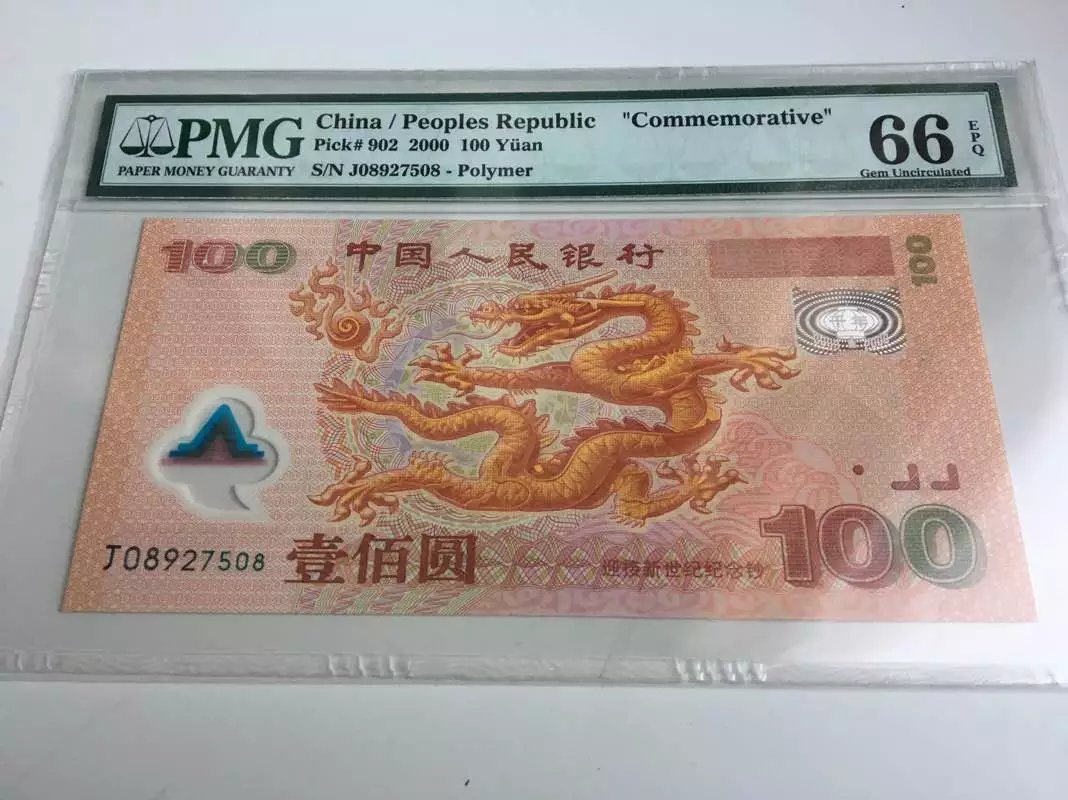 PMG
PAPER MONEY GUARANTY
China / Peoples Republic "Commemorative"
Pick# 902 2000 100 Yüan
S/N J08927508 - Polymer
66
EPQ
Gem Uncirculated
100
中国人民银行
100
千年
J08927508
壹佰圆
迎接新世纪纪念钞
100